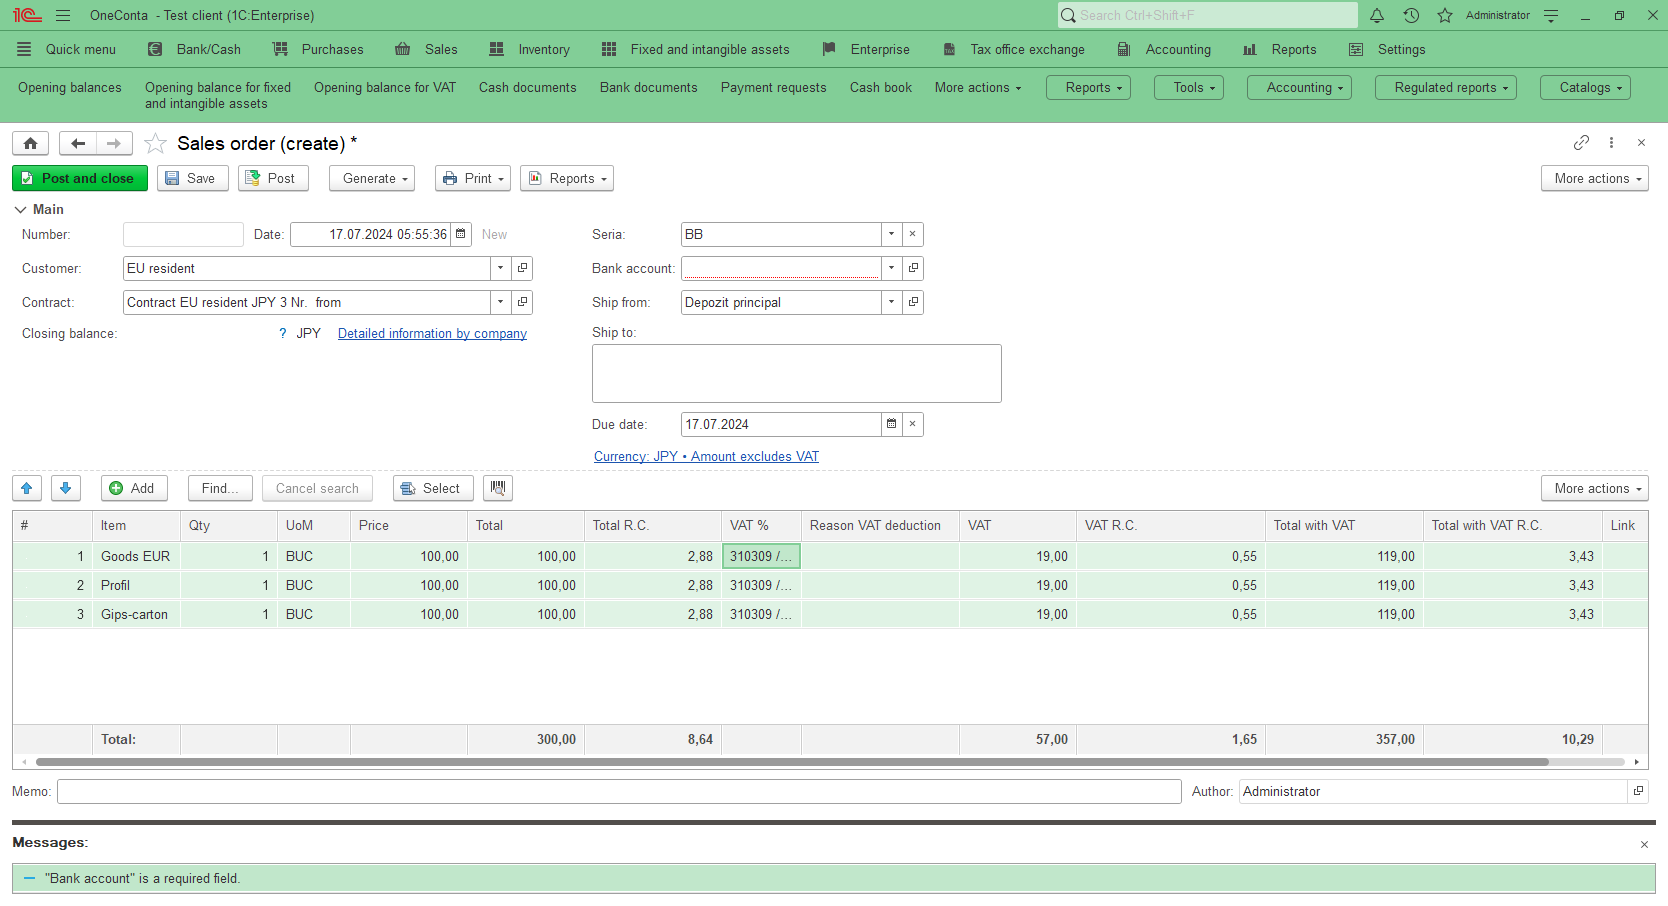 OneConta - Test client (1C:Enterprise)
Search Ctrl+Shift+F
Administrator
Quick menu Bank/Cash Purchases Sales Inventory Fixed and intangible assets Enterprise Tax office exchange Accounting Reports Settings
Opening balances Opening balance for fixed and intangible assets Opening balance for VAT Cash documents Bank documents Payment requests Cash book More actions Reports Tools Accounting Regulated reports Catalogs
Sales order (create) *
Post and close Save Post Generate Print Reports More actions
Main
Number: Date: 17.07.2024 05:55:36 New Seria: BB
Customer: EU resident Bank account:
Contract: Contract EU resident JPY 3 Nr. from Ship from: Depozit principal
Closing balance: ? JPY Detailed information by company Ship to:
Due date: 17.07.2024
Currency: JPY • Amount excludes VAT
Add Find... Cancel search Select More actions
# Item Qty UoM Price Total Total R.C. VAT % Reason VAT deduction VAT VAT R.C. Total with VAT Total with VAT R.C. Link
1 Goods EUR 1 BUC 100,00 100,00 2,88 310309 /... 19,00 0,55 119,00 3,43
2 Profil 1 BUC 100,00 100,00 2,88 310309 /... 19,00 0,55 119,00 3,43
3 Gips-carton 1 BUC 100,00 100,00 2,88 310309 /... 19,00 0,55 119,00 3,43
Total: 300,00 8,64 57,00 1,65 357,00 10,29
Memo: Author: Administrator
Messages:
"Bank account" is a required field.